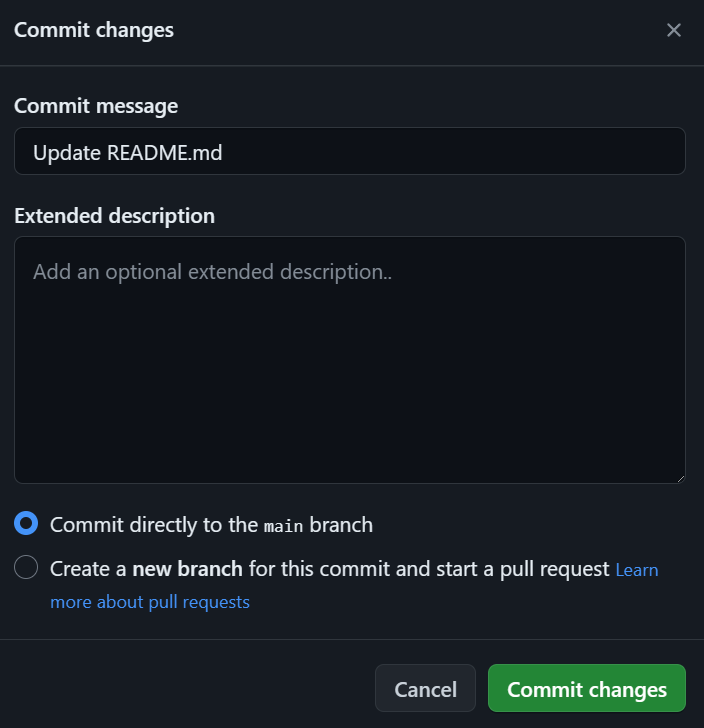 Commit changes
Commit message
Update README.md
Extended description
Add an optional extended description..
Commit directly to the main branch
Create a new branch for this commit and start a pull request Learn
more about pull requests
Cancel Commit changes